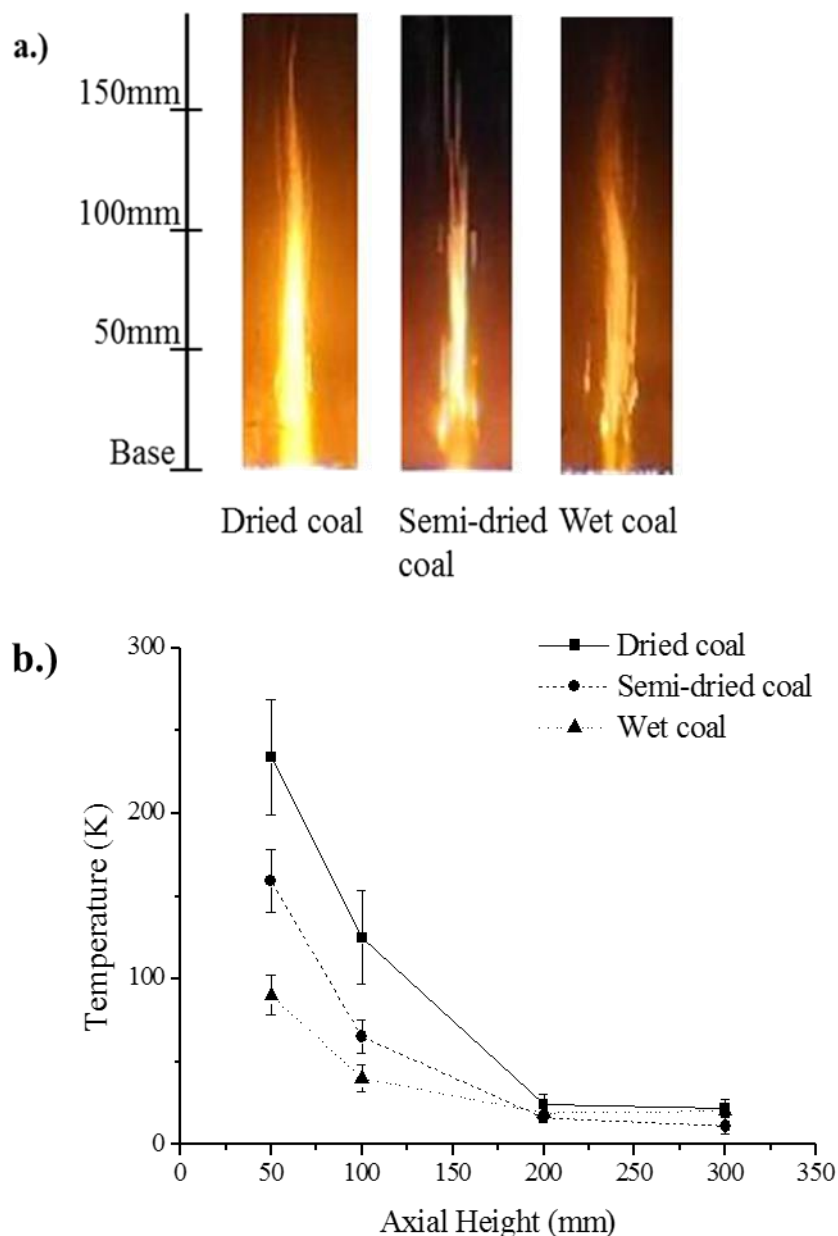 a.)
150mm
100mm
50mm
Base
Dried coal
Semi-dried
coal
Wet coal
b.)
300
200
100
0
Temperature (K)
Dried coal
Semi-dried coal
Wet coal
0 50 100 150 200 250 300 350
Axial Height (mm)